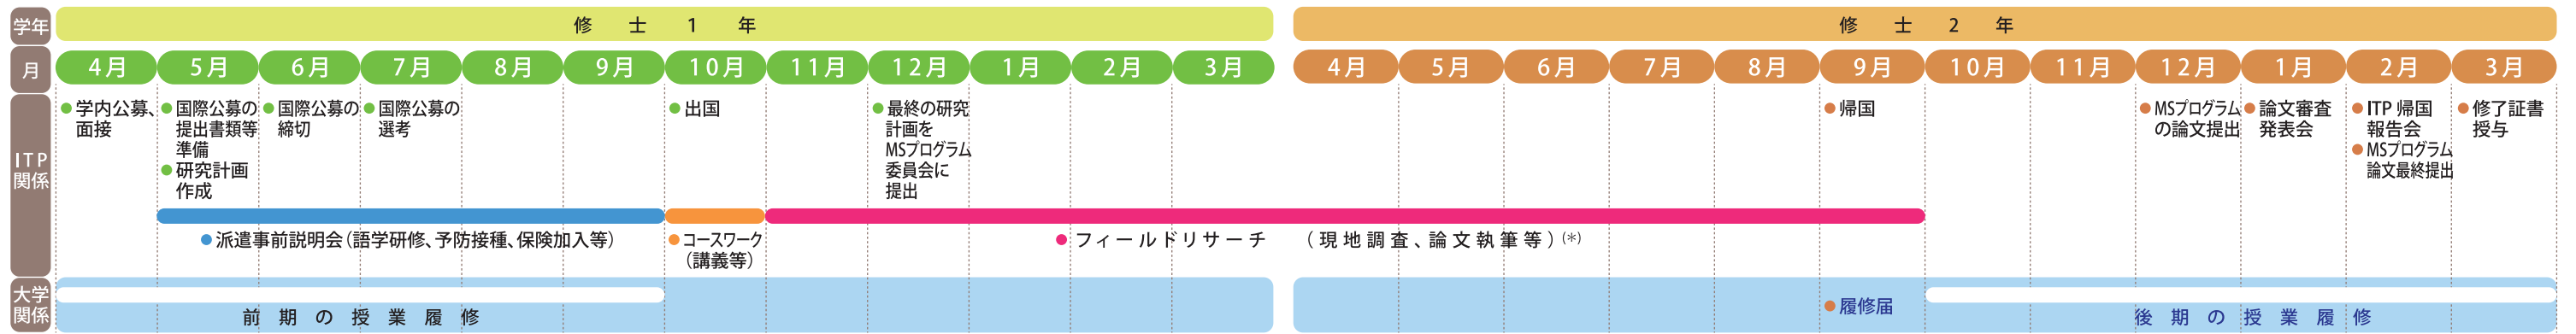 学年
修 士 1 年
修 士 2 年
月
4月 5月 6月 7月 8月 9月 10月 11月 12月 1月 2月 3月
4月 5月 6月 7月 8月 9月 10月 11月 12月 1月 2月 3月
ITP
関係
●学内公募、
面接
●国際公募の
提出書類等
準備
●研究計画
作成
●国際公募の
締切
●国際公募の
選考
●出国
●最終の研究
計画を
MSプログラム
委員会に
提出
●帰国
●MSプログラム
の論文提出
●論文審査
発表会
●ITP 帰国
報告会
●MSプログラム
論文最終提出
●修了証書
授与
●派遣事前説明会(語学研修、予防接種、保険加入等)
●コースワーク
(講義等)
●フィールドリサーチ (現地調査、論文執筆等)(*)
大学
関係
前期の授業履修
●履修届
後期の授業履修